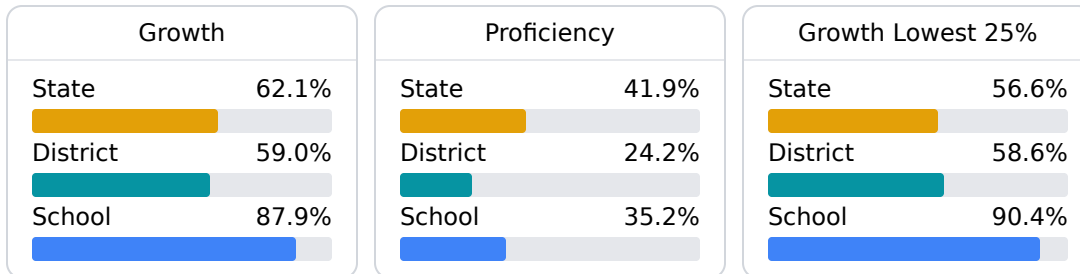 Growth
State 62.1%
District 59.0%
School 87.9%
Proficiency
State 41.9%
District 24.2%
School 35.2%
Growth Lowest 25%
State 56.6%
District 58.6%
School 90.4%